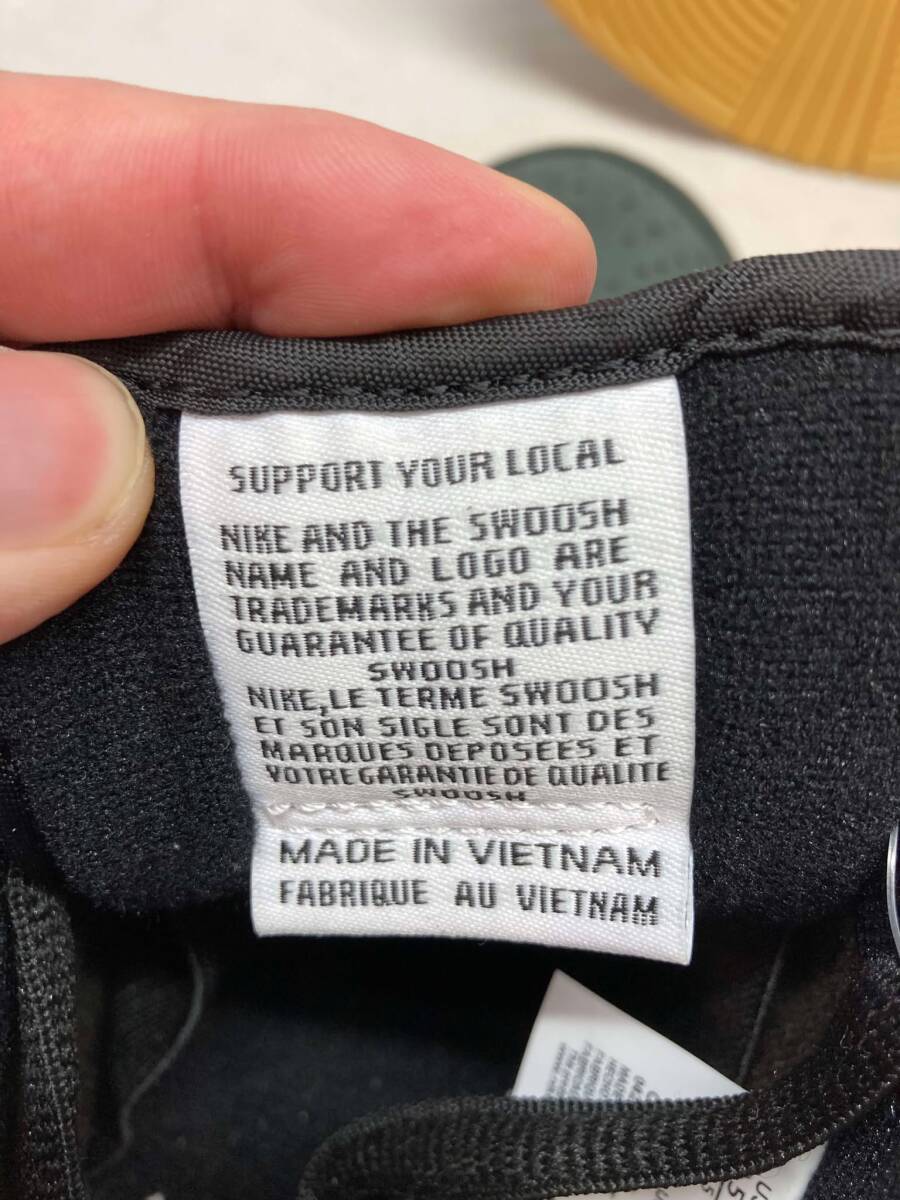 SUPPORT YOUR LOCAL
NIKE AND THE SWOOSH
NAME AND LOGO ARE
TRADEMARKS AND YOUR
GUARANTEE OF QUALITY
SWOOSH
NIKE,LE TERME SWOOSH
ET SON SIGLE SONT DES
MARQUES DEPOSEES ET
VOTRE GARANTIE DE QUALITE
SWOOSH
MADE IN VIETNAM
FABRIQUE AU VIETNAM